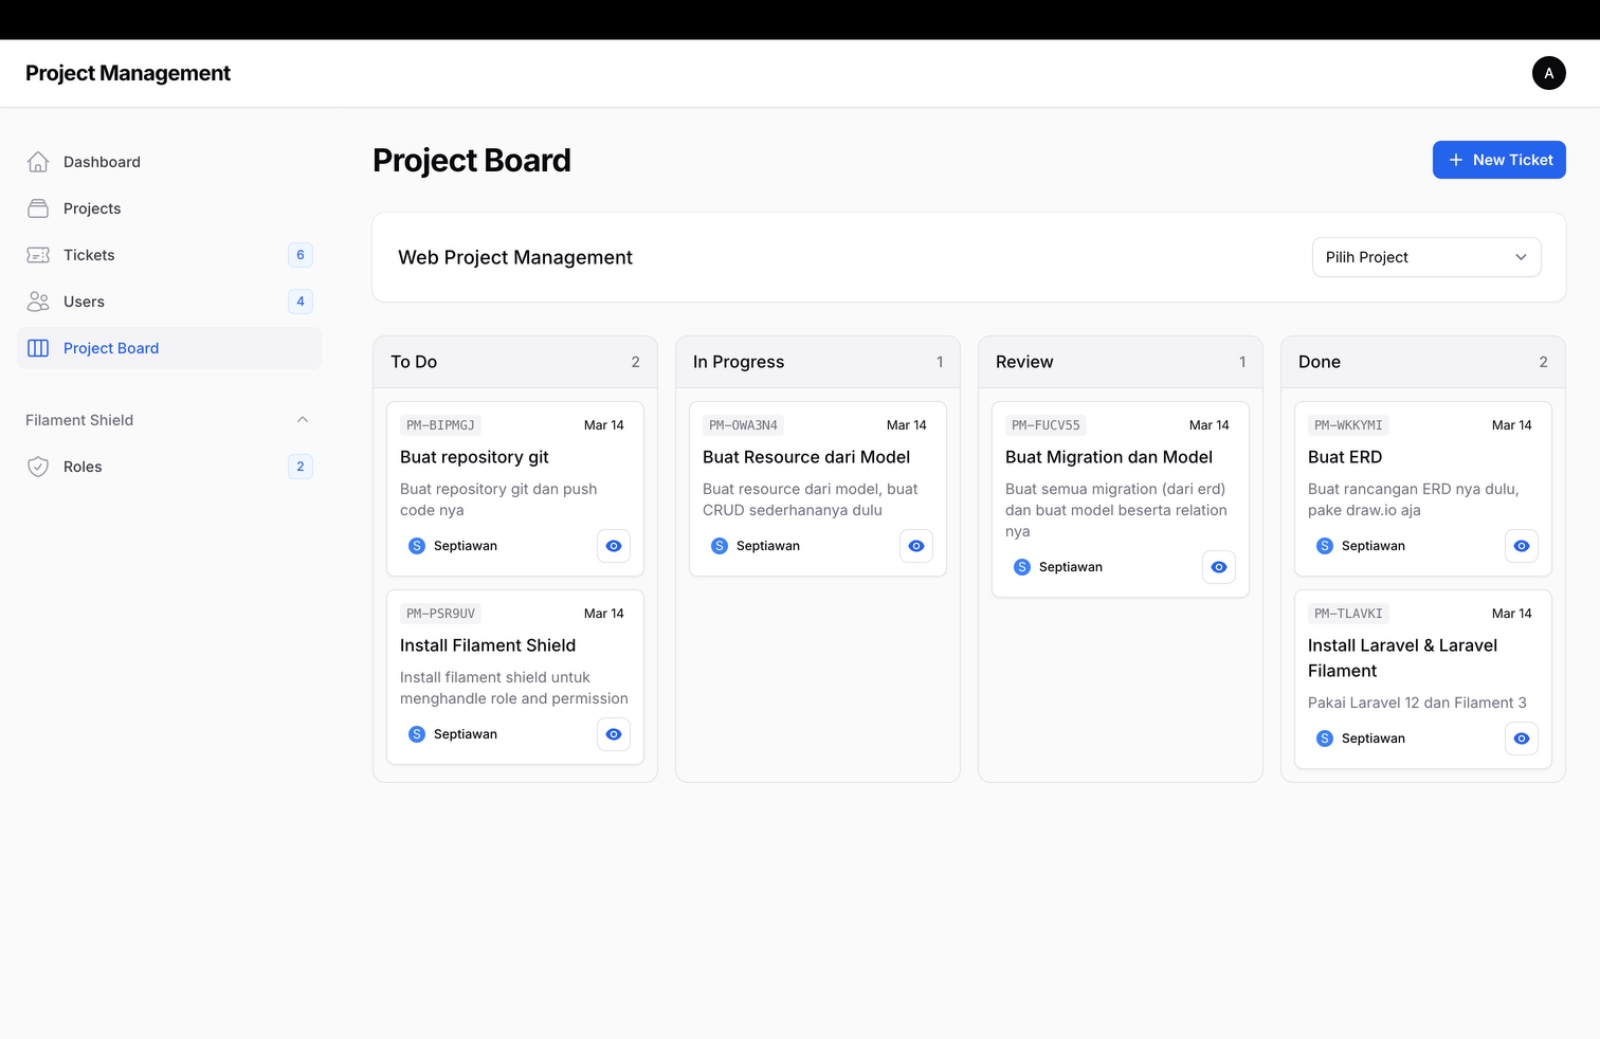 Project Management
A
Dashboard
Projects
Tickets
6
Users
4
Project Board
Filament Shield
Roles
2
Project Board
New Ticket
Web Project Management
Pilih Project
To Do
2
PM-BIPMGJ
Mar 14
Buat repository git
Buat repository git dan push
code nya
S
Septiawan
PM-PSR9UV
Mar 14
Install Filament Shield
Install filament shield untuk
menghandle role and permission
S
Septiawan
In Progress
1
PM-OWA3N4
Mar 14
Buat Resource dari Model
Buat resource dari model, buat
CRUD sederhananya dulu
S
Septiawan
Review
1
PM-FUCV55
Mar 14
Buat Migration dan Model
Buat semua migration (dari erd)
dan buat model beserta relation
nya
S
Septiawan
Done
2
PM-WKKYMI
Mar 14
Buat ERD
Buat rancangan ERD nya dulu,
pake draw.io aja
S
Septiawan
PM-TLAVKI
Mar 14
Install Laravel & Laravel
Filament
Pakai Laravel 12 dan Filament 3
S
Septiawan